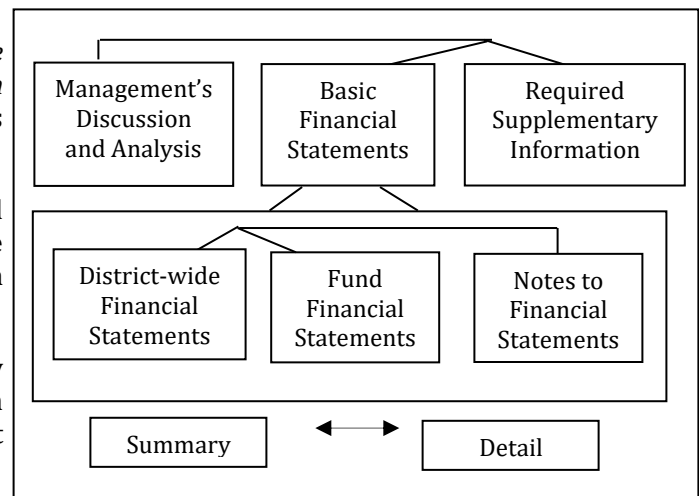 Management's
Discussion
and Analysis
Basic
Financial
Statements
Required
Supplementary
Information
District-wide
Financial
Statements
Fund
Financial
Statements
Notes to
Financial
Statements
Summary
Detail